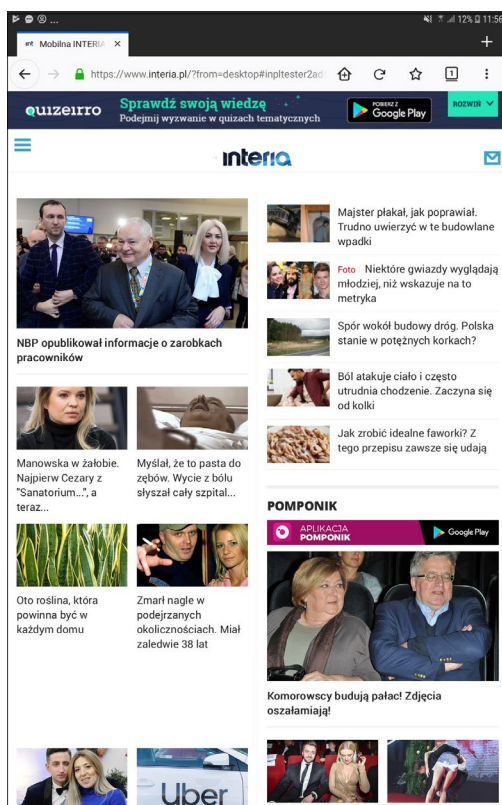 12% 11:56
Mobilna INTERIA
https://www.interia.pl/?from=desktop#inpltester2ad
1
QUIZEIRRO
Sprawdź swoją wiedzę
Podejmij wyzwanie w quizach tematycznych
POBIERZ Z
Google Play
ROZWIŃ
interia
NBP opublikował informacje o zarobkach
pracowników
Manowska w żałobie.
Najpierw Cezary z
"Sanatorium...", a
teraz...
Myślał, że to pasta do
zębów. Wycie z bólu
słyszał cały szpital...
Oto roślina, która
powinna być w
każdym domu
Zmarł nagle w
podejrzanych
okolicznościach. Miał
zaledwie 38 lat
Uber
Majster płakał, jak poprawiał.
Trudno uwierzyć w te budowlane
wpadki
Foto Niektóre gwiazdy wyglądają
młodziej, niż wskazuje na to
metryka
Spór wokół budowy dróg. Polska
stanie w potężnych korkach?
Ból atakuje ciało i często
utrudnia chodzenie. Zaczyna się
od kolki
Jak zrobić idealne faworki? Z
tego przepisu zawsze się udają
POMPONIK
APLIKACJA
POMPONIK
Google Play
Komorowscy budują pałac! Zdjęcia
oszałamiają!